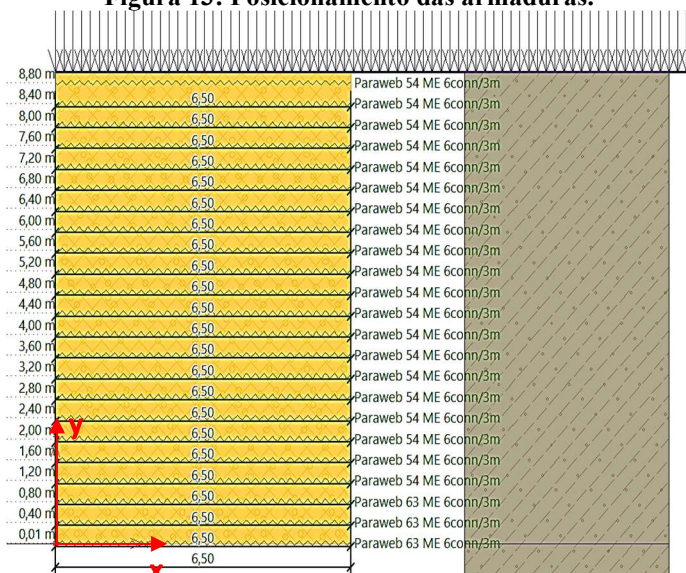 Figura 15: Posicionamento das armaduras.
8,80 m Paraweb 54 ME 6conn/3m
6,50
8,40 m Paraweb 54 ME 6conn/3m
6,50
8,00 m Paraweb 54 ME 6conn/3m
6,50
7,60 m Paraweb 54 ME 6conn/3m
6,50
7,20 m Paraweb 54 ME 6conn/3m
6,50
6,80 m Paraweb 54 ME 6conn/3m
6,50
6,40 m Paraweb 54 ME 6conn/3m
6,50
6,00 m Paraweb 54 ME 6conn/3m
6,50
5,60 m Paraweb 54 ME 6conn/3m
6,50
5,20 m Paraweb 54 ME 6conn/3m
6,50
4,80 m Paraweb 54 ME 6conn/3m
6,50
4,40 m Paraweb 54 ME 6conn/3m
6,50
4,00 m Paraweb 54 ME 6conn/3m
6,50
3,60 m Paraweb 54 ME 6conn/3m
6,50
3,20 m Paraweb 54 ME 6conn/3m
6,50
2,80 m Paraweb 54 ME 6conn/3m
6,50
2,40 m Paraweb 54 ME 6conn/3m
6,50
2,00 m y Paraweb 54 ME 6conn/3m
6,50
1,60 m Paraweb 54 ME 6conn/3m
6,50
1,20 m Paraweb 54 ME 6conn/3m
6,50
0,80 m Paraweb 63 ME 6conn/3m
6,50
0,40 m Paraweb 63 ME 6conn/3m
6,50
0,01 m Paraweb 63 ME 6conn/3m
6,50
x